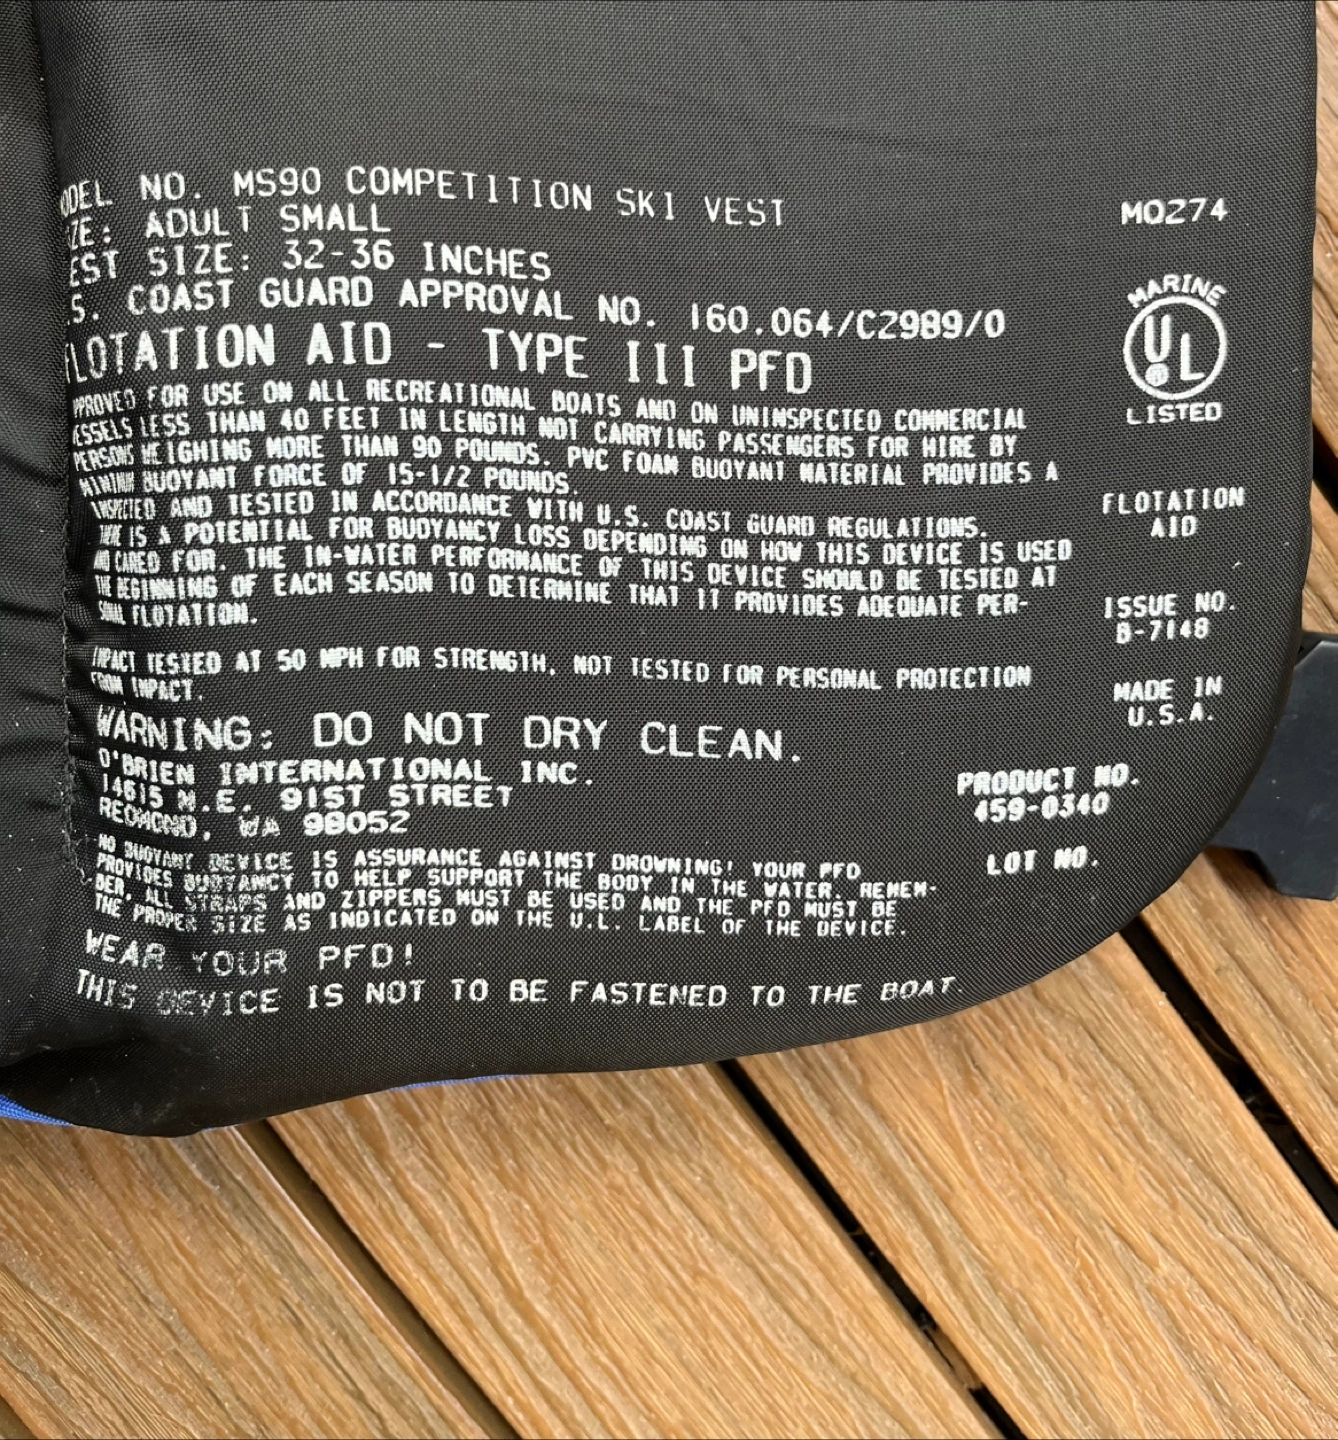 ODEL NO. MS90 COMPETITION SKI VEST
ZE: ADULT SMALL
EST SIZE: 32-36 INCHES
.S. COAST GUARD APPROVAL NO. 160.064/C2989/0
FLOTATION AID - TYPE III PFD
PPROVED FOR USE ON ALL RECREATIONAL BOATS AND ON UNINSPECTED COMMERCIAL
ESSELS LESS THAN 40 FEET IN LENGTH NOT CARRYING PASSENGERS FOR HIRE BY
PERSONS WEIGHING MORE THAN 90 POUNDS. PVC FOAM BUOYANT MATERIAL PROVIDES A
MINIMUM BUOYANT FORCE OF 15-1/2 POUNDS.
INSPECTED AND TESTED IN ACCORDANCE WITH U.S. COAST GUARD REGULATIONS.
IS A POTENTIAL FOR BUOYANCY LOSS DEPENDING ON HOW THIS DEVICE IS USED
AND CARED FOR. THE IN-WATER PERFORMANCE OF THIS DEVICE SHOULD BE TESTED AT
THE BEGINNING OF EACH SEASON TO DETERMINE THAT IT PROVIDES ADEQUATE PER-
SONAL FLOTATION.
IMPACT TESTED AT 50 MPH FOR STRENGTH, NOT TESTED FOR PERSONAL PROTECTION
FROM IMPACT.
WARNING: DO NOT DRY CLEAN.
O'BRIEN INTERNATIONAL INC.
14615 N.E. 91ST STREET
REDMOND, WA 98052
NO BUOYANT DEVICE IS ASSURANCE AGAINST DROWNING! YOUR PFD
PROVIDES BUOYANCY TO HELP SUPPORT THE BODY IN THE WATER. REMEM-
BER, ALL STRAPS AND ZIPPERS MUST BE USED AND THE PFD MUST BE
THE PROPER SIZE AS INDICATED ON THE U.L. LABEL OF THE DEVICE.
WEAR YOUR PFD!
THIS DEVICE IS NOT TO BE FASTENED TO THE BOAT.
MQ274
MARINE
UL
LISTED
FLOTATION
AID
ISSUE NO.
B-7148
MADE IN
U.S.A.
PRODUCT NO.
459-0340
LOT NO.